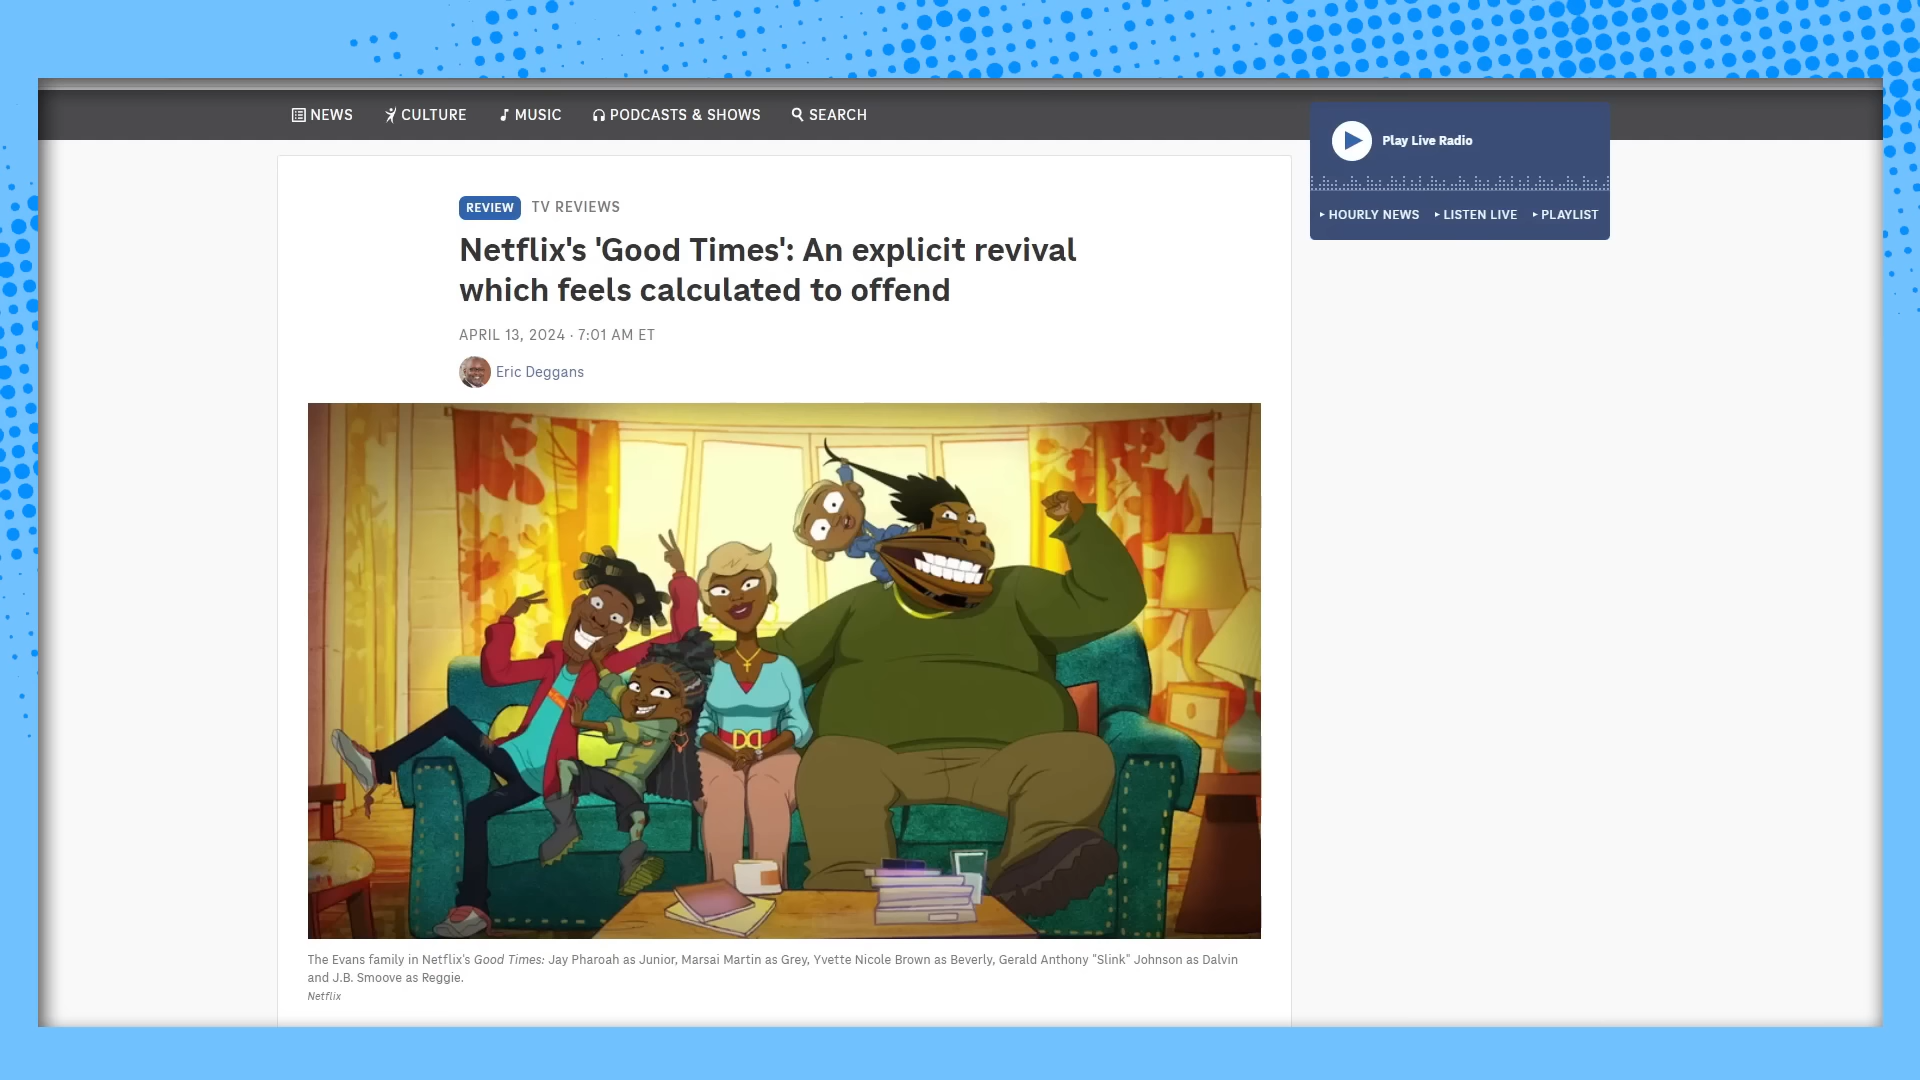 NEWS
CULTURE
MUSIC
PODCASTS & SHOWS
SEARCH
Play Live Radio
HOURLY NEWS
LISTEN LIVE
PLAYLIST
REVIEW
TV REVIEWS
Netflix's 'Good Times': An explicit revival
which feels calculated to offend
APRIL 13, 2024 · 7:01 AM ET
Eric Deggans
The Evans family in Netflix's Good Times: Jay Pharoah as Junior, Marsai Martin as Grey, Yvette Nicole Brown as Beverly, Gerald Anthony "Slink" Johnson as Dalvin
and J.B. Smoove as Reggie.
Netflix